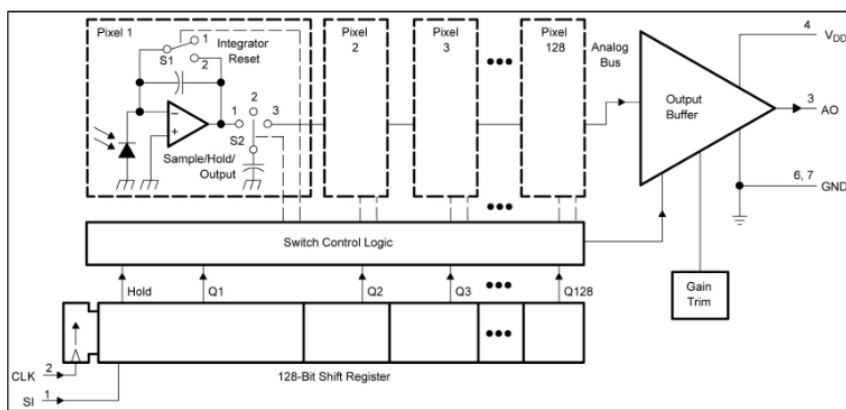 Pixel 1
S1
1
2
Integrator
Reset
−
+
1
2
3
S2
Sample/Hold/
Output
Pixel
2
Pixel
3
Pixel
128
Analog
Bus
Output
Buffer
4
VDD
3
AO
6, 7
GND
Gain
Trim
Switch Control Logic
Hold
Q1
Q2
Q3
Q128
CLK
2
SI
1
128-Bit Shift Register